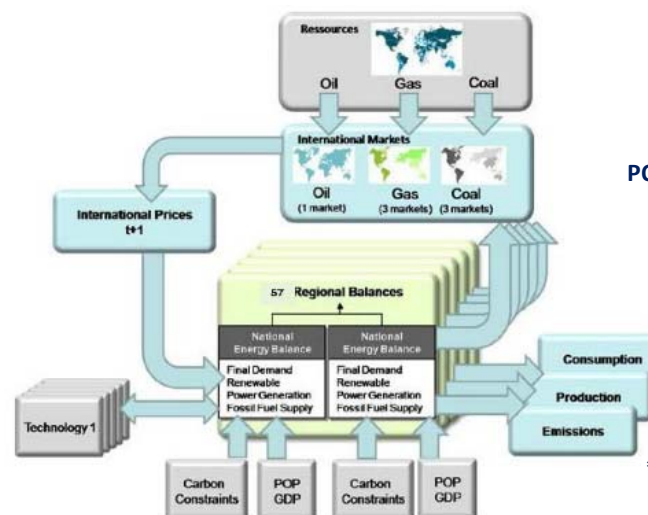 Ressources
Oil
Gas
Coal
International Markets
Oil
(1 market)
Gas
(3 markets)
Coal
(3 markets)
PO
International Prices
t+1
57 Regional Balances
National
Energy Balance
National
Energy Balance
Final Demand
Renewable
Power Generation
Fossil Fuel Supply
Final Demand
Renewable
Power Generation
Fossil Fuel Supply
Consumption
Production
Emissions
Technology 1
Carbon
Constraints
POP
GDP
Carbon
Constraints
POP
GDP